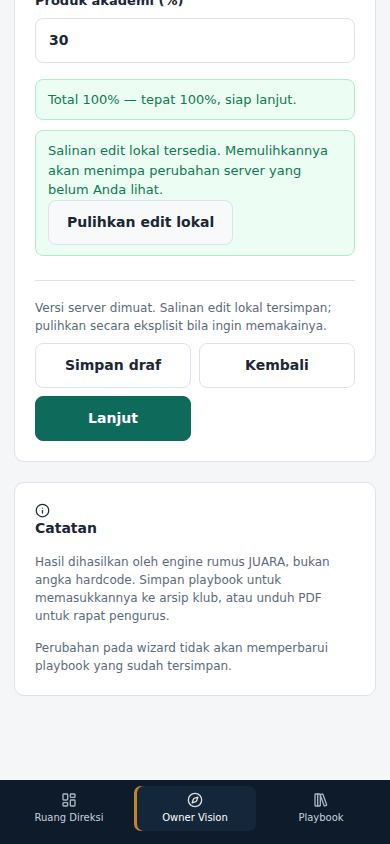 Produk akademi (%)
30
Total 100% — tepat 100%, siap lanjut.
Salinan edit lokal tersedia. Memulihkannya
akan menimpa perubahan server yang
belum Anda lihat.
Pulihkan edit lokal
Versi server dimuat. Salinan edit lokal tersimpan;
pulihkan secara eksplisit bila ingin memakainya.
Simpan draf
Kembali
Lanjut
Catatan
Hasil dihasilkan oleh engine rumus JUARA, bukan
angka hardcode. Simpan playbook untuk
memasukkannya ke arsip klub, atau unduh PDF
untuk rapat pengurus.
Perubahan pada wizard tidak akan memperbarui
playbook yang sudah tersimpan.
Ruang Direksi
Owner Vision
Playbook